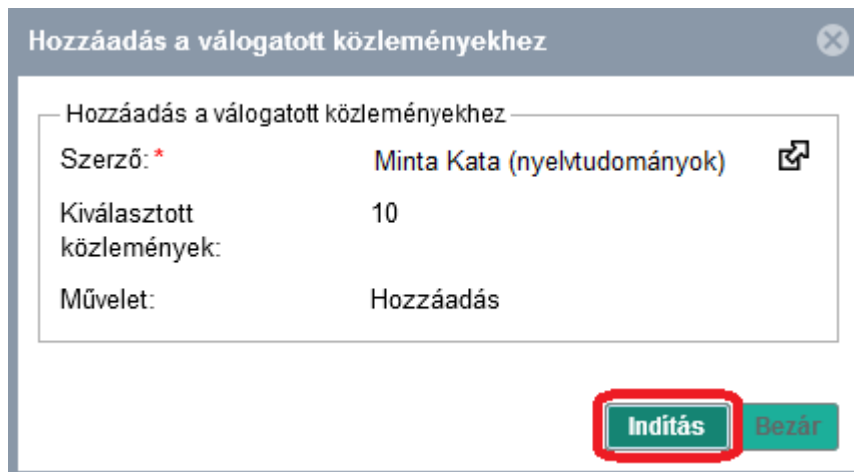 Hozzáadás a válogatott közleményekhez
Hozzáadás a válogatott közleményekhez
Szerző:* Minta Kata (nyelvtudományok)
Kiválasztott 10
közlemények:
Művelet: Hozzáadás
Indítás Bezár